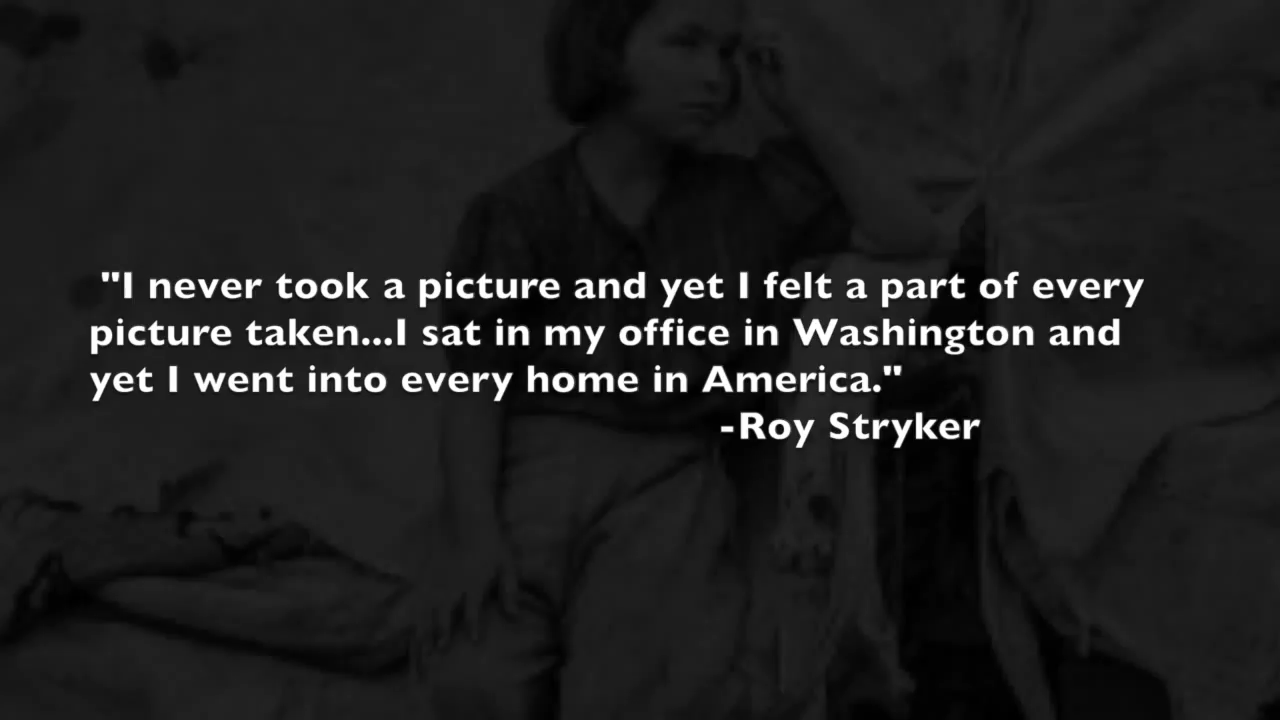 "I never took a picture and yet I felt a part of every
picture taken...I sat in my office in Washington and
yet I went into every home in America."
-Roy Stryker